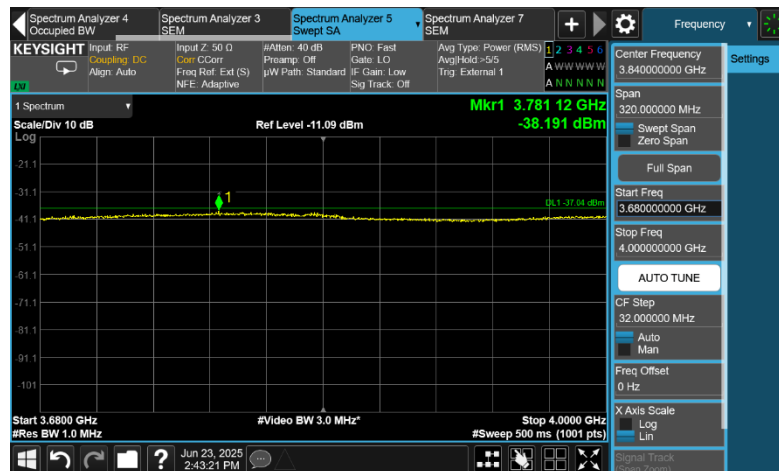 Spectrum Analyzer 4
Occupied BW
Spectrum Analyzer 3
SEM
Spectrum Analyzer 5
Swept SA
Spectrum Analyzer 7
SEM
+
Frequency
KEYSIGHT
Input: RF
Coupling: DC
Align: Auto
Input Z: 50 Ω
Corr CCorr
Freq Ref: Ext (S)
NFE: Adaptive
#Atten: 40 dB
Preamp: Off
µW Path: Standard
PNO: Fast
Gate: LO
IF Gain: Low
Sig Track: Off
Avg Type: Power (RMS)
Avg|Hold:>5/5
Trig: External 1
1 2 3 4 5 6
A W W W W W
A N N N N N
LXI
1 Spectrum
Scale/Div 10 dB
Ref Level -11.09 dBm
Mkr1 3.781 12 GHz
-38.191 dBm
Log
-21.1
-31.1
1
DL1 -37.04 dBm
-41.1
-51.1
-61.1
-71.1
-81.1
-91.1
-101
Start 3.6800 GHz
#Video BW 3.0 MHz*
Stop 4.0000 GHz
#Res BW 1.0 MHz
#Sweep 500 ms (1001 pts)
?
Jun 23, 2025
2:43:21 PM
Center Frequency
3.840000000 GHz
Settings
Span
320.000000 MHz
Swept Span
Zero Span
Full Span
Start Freq
3.680000000 GHz
Stop Freq
4.000000000 GHz
AUTO TUNE
CF Step
32.000000 MHz
Auto
Man
Freq Offset
0 Hz
X Axis Scale
Log
Lin
Signal Track
(Span Zoom)